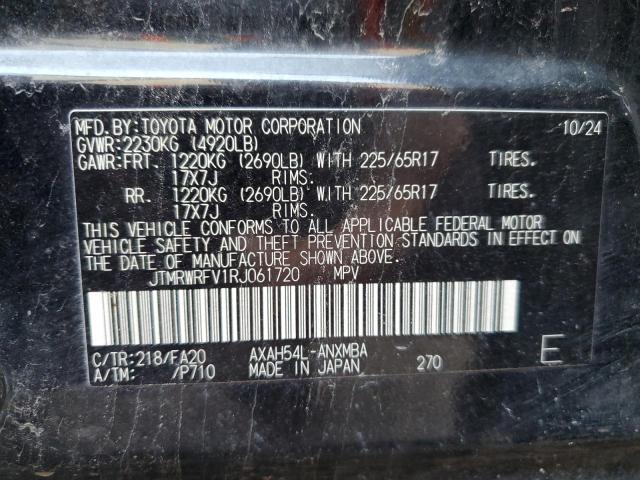 MFD.BY:TOYOTA MOTOR CORPORATION 10/24
GVWR:2230KG (4920LB)
GAWR:FRT. 1220KG (2690LB) WITH 225/65R17 TIRES.
17X7J RIMS.
RR. 1220KG (2690LB) WITH 225/65R17 TIRES.
17X7J RIMS.
THIS VEHICLE CONFORMS TO ALL APPLICABLE FEDERAL MOTOR
VEHICLE SAFETY AND THEFT PREVENTION STANDARDS IN EFFECT ON
THE DATE OF MANUFACTURE SHOWN ABOVE.
JTMRWRFV1RJ061720 MPV
C/TR:218/FA20 AXAH54L-ANXMBA E
A/TM: /P710 MADE IN JAPAN 270